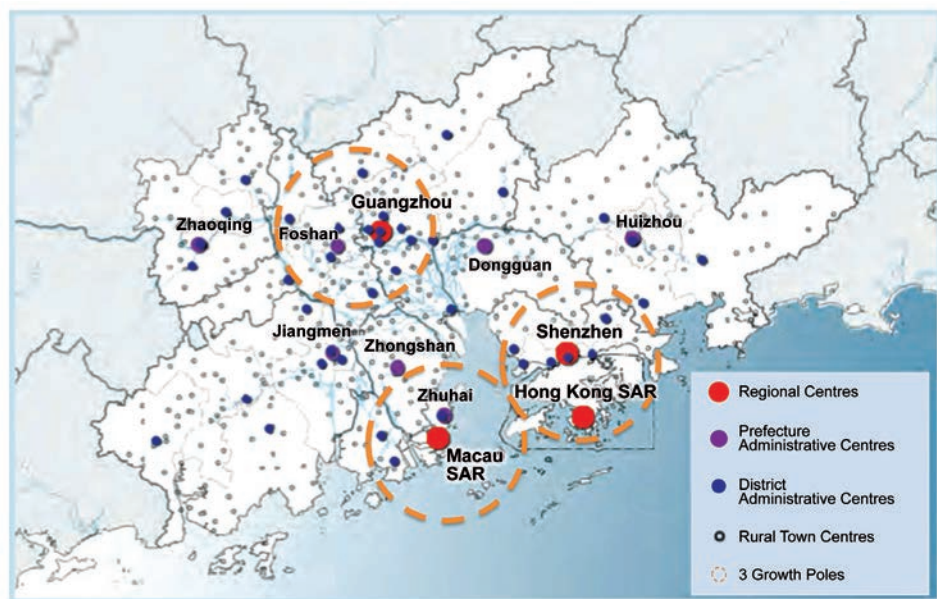 Guangzhou
Zhaoqing
Foshan
Huizhou
Dongguan
Jiangmen
Shenzhen
Zhongshan
Zhuhai
Hong Kong SAR
Macau
SAR
Regional Centres
Prefecture
Administrative Centres
District
Administrative Centres
Rural Town Centres
3 Growth Poles